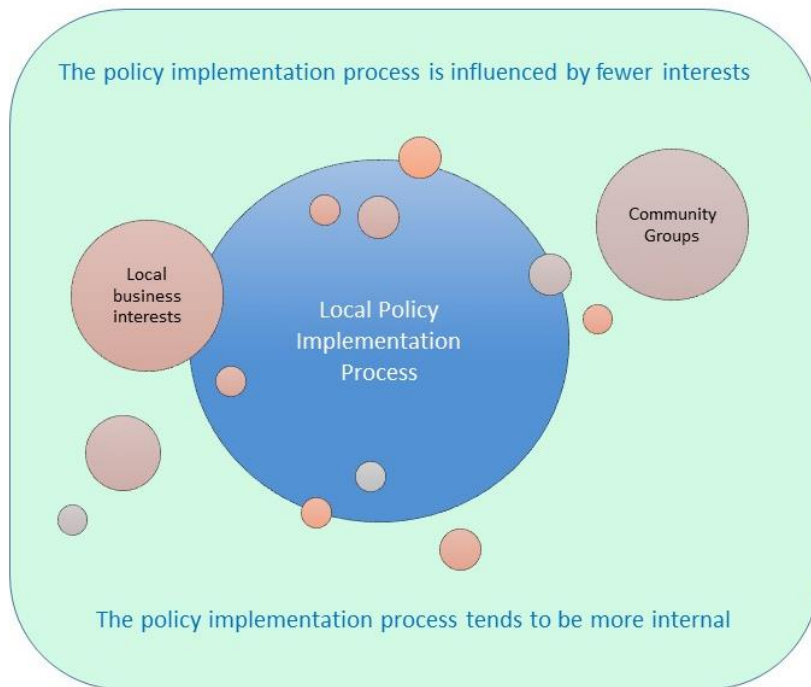 The policy implementation process is influenced by fewer interests
Community
Groups
Local
business
interests
Local Policy
Implementation
Process
The policy implementation process tends to be more internal